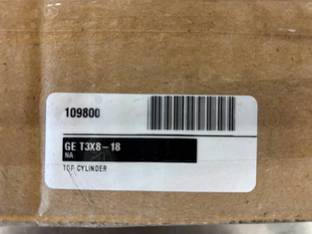 109800
GE T3X8-18
NA
TOP CYLINDER